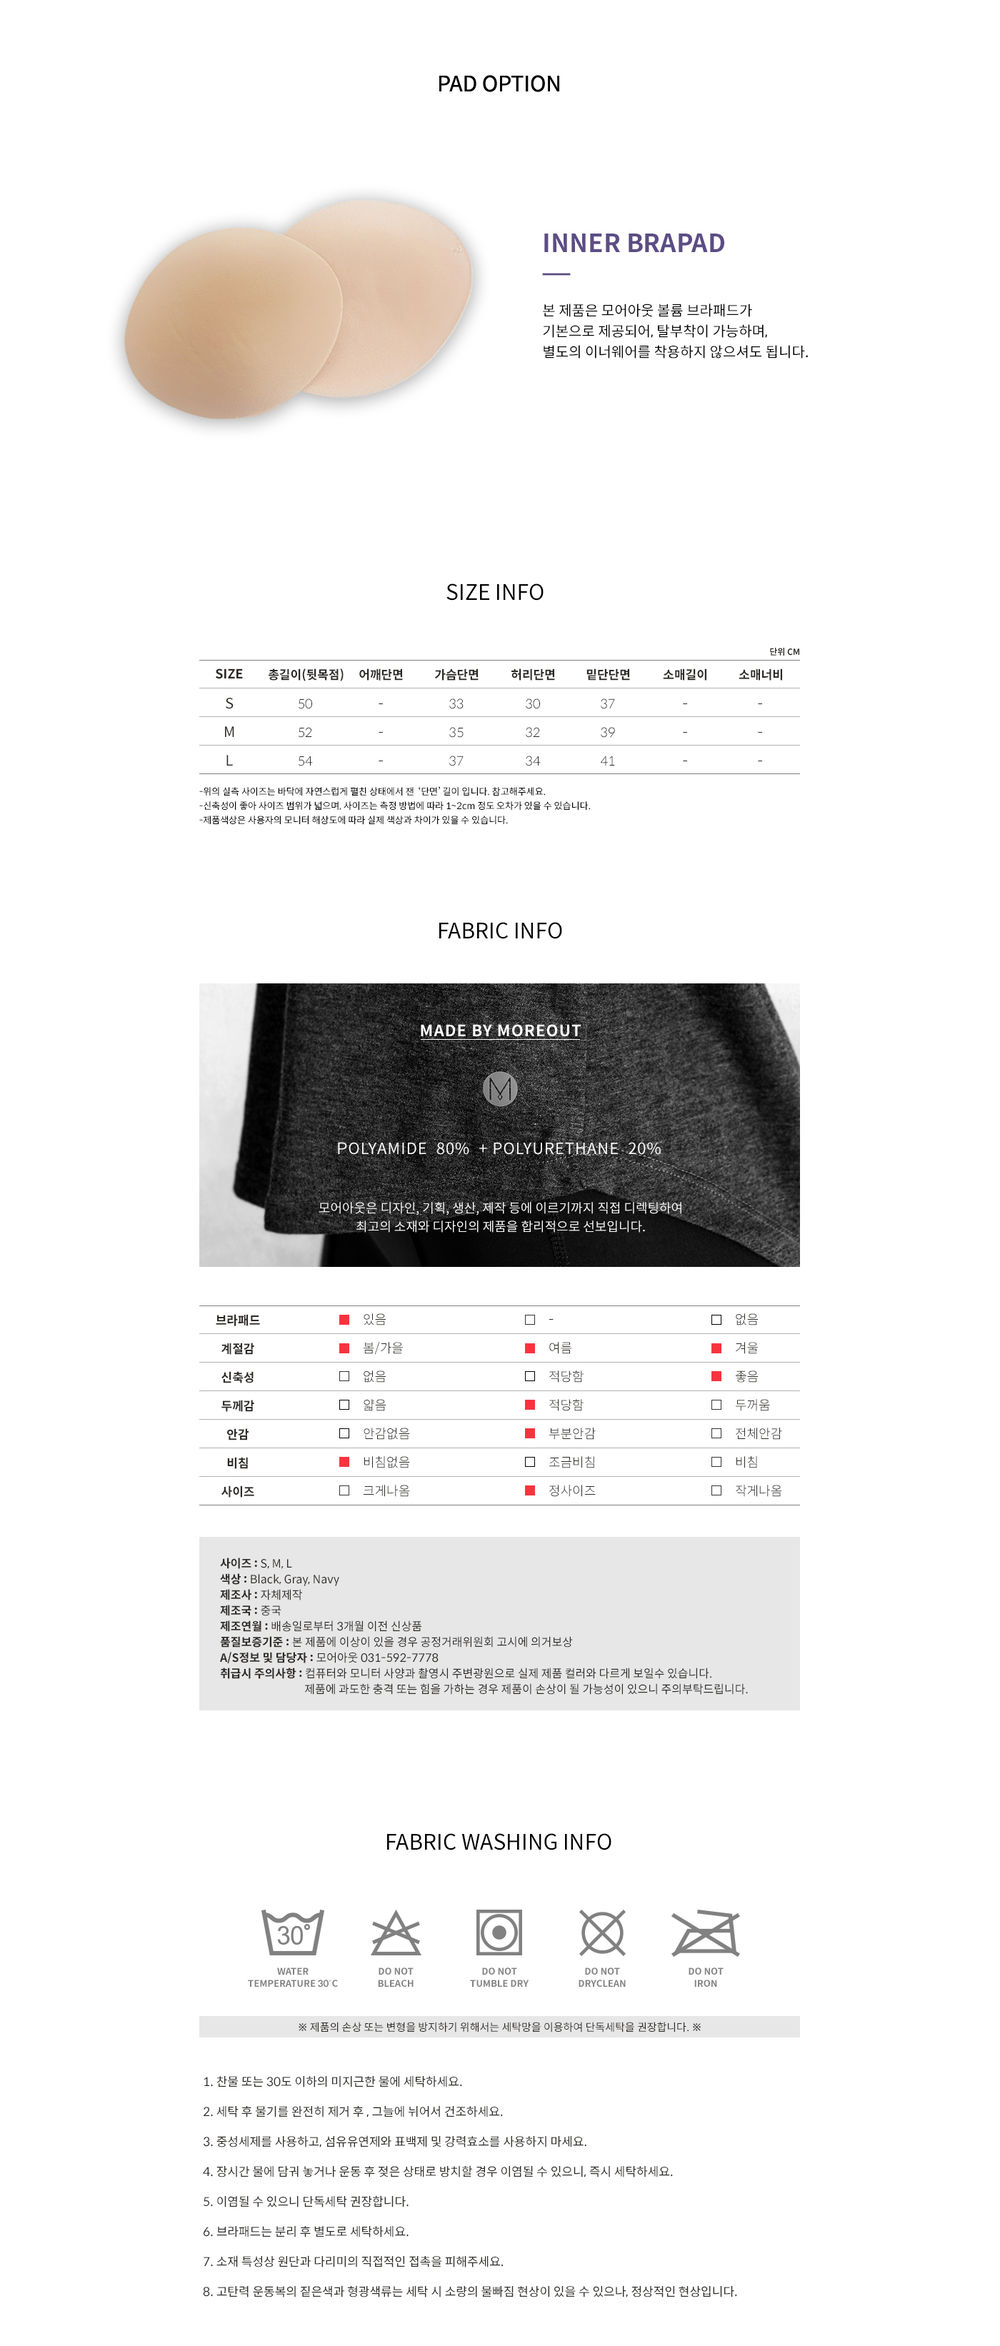 PAD OPTION
INNER BRAPAD
본 제품은 모어아웃 볼륨 브라패드가
기본으로 제공되어, 탈부착이 가능하며,
별도의 이너웨어를 착용하지 않으셔도 됩니다.
SIZE INFO
단위 CM
SIZE 총길이(뒷목점) 어깨단면 가슴단면 허리단면 밑단단면 소매길이 소매너비
S 50 - 33 30 37 - -
M 52 - 35 32 39 - -
L 54 - 37 34 41 - -
-위의 실측 사이즈는 바닥에 자연스럽게 펼친 상태에서 잰 '단면' 길이 입니다. 참고해주세요.
-신축성이 좋아 사이즈 범위가 넓으며, 사이즈는 측정 방법에 따라 1~2cm 정도 오차가 있을 수 있습니다.
-제품색상은 사용자의 모니터 해상도에 따라 실제 색상과 차이가 있을 수 있습니다.
FABRIC INFO
MADE BY MOREOUT
M
POLYAMIDE 80% + POLYURETHANE 20%
모어아웃은 디자인, 기획, 생산, 제작 등에 이르기까지 직접 디렉팅하여
최고의 소재와 디자인의 제품을 합리적으로 선보입니다.
브라패드 있음 - 없음
계절감 봄/가을 여름 겨울
신축성 없음 적당함 좋음
두께감 얇음 적당함 두꺼움
안감 안감없음 부분안감 전체안감
비침 비침없음 조금비침 비침
사이즈 크게나옴 정사이즈 작게나옴
사이즈 : S, M, L
색상 : Black, Gray, Navy
제조사 : 자체제작
제조국 : 중국
제조연월 : 배송일로부터 3개월 이전 신상품
품질보증기준 : 본 제품에 이상이 있을 경우 공정거래위원회 고시에 의거보상
A/S정보 및 담당자 : 모어아웃 031-592-7778
취급시 주의사항 : 컴퓨터와 모니터 사양과 촬영시 주변광원으로 실제 제품 컬러와 다르게 보일수 있습니다.
제품에 과도한 충격 또는 힘을 가하는 경우 제품이 손상이 될 가능성이 있으니 주의부탁드립니다.
FABRIC WASHING INFO
30°
WATER TEMPERATURE 30°C
DO NOT BLEACH
DO NOT TUMBLE DRY
DO NOT DRYCLEAN
DO NOT IRON
※ 제품의 손상 또는 변형을 방지하기 위해서는 세탁망을 이용하여 단독세탁을 권장합니다. ※
1. 찬물 또는 30도 이하의 미지근한 물에 세탁하세요.
2. 세탁 후 물기를 완전히 제거 후 , 그늘에 뉘어서 건조하세요.
3. 중성세제를 사용하고, 섬유유연제와 표백제 및 강력효소를 사용하지 마세요.
4. 장시간 물에 담궈 놓거나 운동 후 젖은 상태로 방치할 경우 이염될 수 있으니, 즉시 세탁하세요.
5. 이염될 수 있으니 단독세탁 권장합니다.
6. 브라패드는 분리 후 별도로 세탁하세요.
7. 소재 특성상 원단과 다리미의 직접적인 접촉을 피해주세요.
8. 고탄력 운동복의 짙은색과 형광색류는 세탁 시 소량의 물빠짐 현상이 있을 수 있으나, 정상적인 현상입니다.